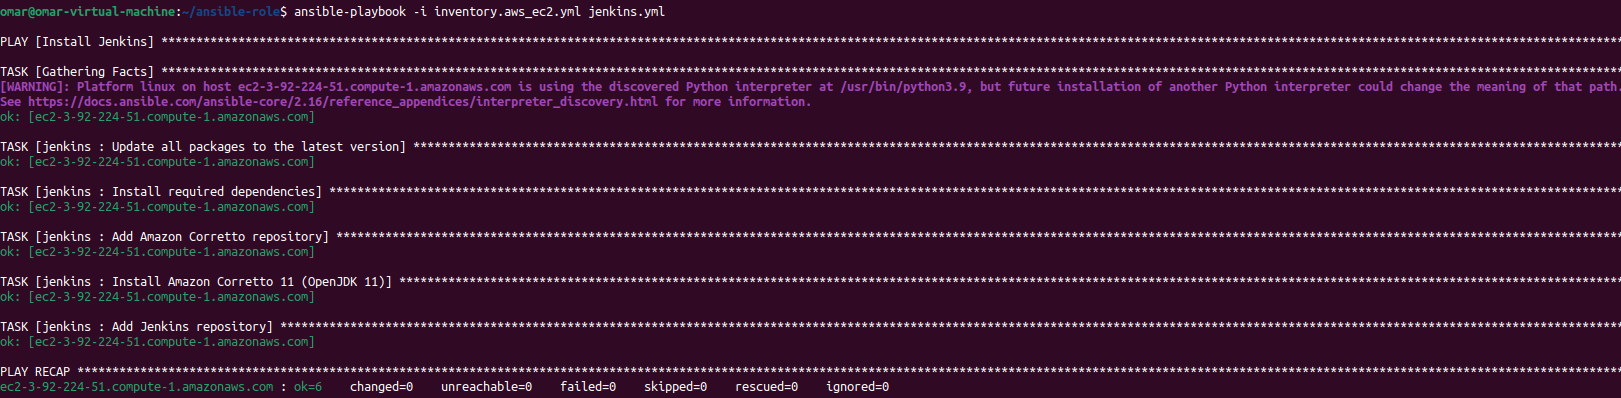 omar@omar-virtual-machine:~/ansible-role$ ansible-playbook -i inventory.aws_ec2.yml jenkins.yml
PLAY [Install Jenkins] ****************************************************************************************************************************************************************************************************************
TASK [Gathering Facts] ****************************************************************************************************************************************************************************************************************
[WARNING]: Platform linux on host ec2-3-92-224-51.compute-1.amazonaws.com is using the discovered Python interpreter at /usr/bin/python3.9, but future installation of another Python interpreter could change the meaning of that path.
See https://docs.ansible.com/ansible-core/2.16/reference_appendices/interpreter_discovery.html for more information.
ok: [ec2-3-92-224-51.compute-1.amazonaws.com]
TASK [jenkins : Update all packages to the latest version] ****************************************************************************************************************************************************************************
ok: [ec2-3-92-224-51.compute-1.amazonaws.com]
TASK [jenkins : Install required dependencies] ****************************************************************************************************************************************************************************************
ok: [ec2-3-92-224-51.compute-1.amazonaws.com]
TASK [jenkins : Add Amazon Corretto repository] ***************************************************************************************************************************************************************************************
ok: [ec2-3-92-224-51.compute-1.amazonaws.com]
TASK [jenkins : Install Amazon Corretto 11 (OpenJDK 11)] ******************************************************************************************************************************************************************************
ok: [ec2-3-92-224-51.compute-1.amazonaws.com]
TASK [jenkins : Add Jenkins repository] ***********************************************************************************************************************************************************************************************
ok: [ec2-3-92-224-51.compute-1.amazonaws.com]
PLAY RECAP ****************************************************************************************************************************************************************************************************************************
ec2-3-92-224-51.compute-1.amazonaws.com : ok=6    changed=0    unreachable=0    failed=0    skipped=0    rescued=0    ignored=0